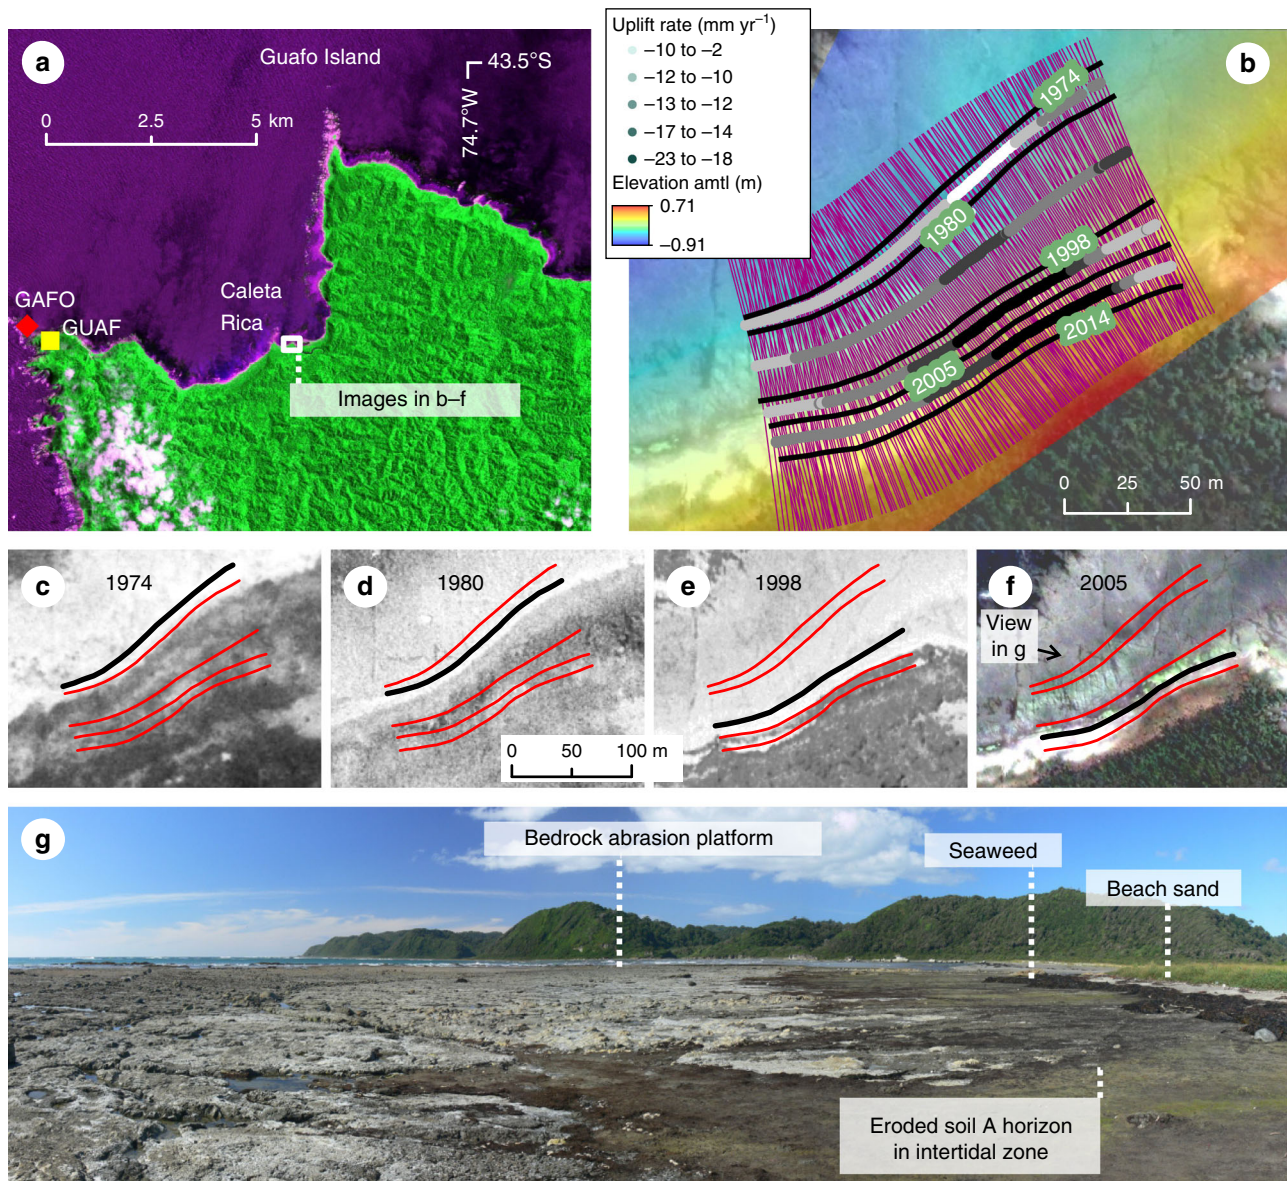 a
Guafo Island
43.5°S
74.7°W
0 2.5 5 km
GAFO
GUAF
Caleta
Rica
Images in b–f
Uplift rate (mm yr⁻¹)
–10 to –2
–12 to –10
–13 to –12
–17 to –14
–23 to –18
Elevation amtl (m)
0.71
–0.91
b
1974
1980
1998
2005
2014
0 25 50 m
c
1974
d
1980
0 50 100 m
e
1998
f
2005
View
in g
g
Bedrock abrasion platform
Seaweed
Beach sand
Eroded soil A horizon
in intertidal zone